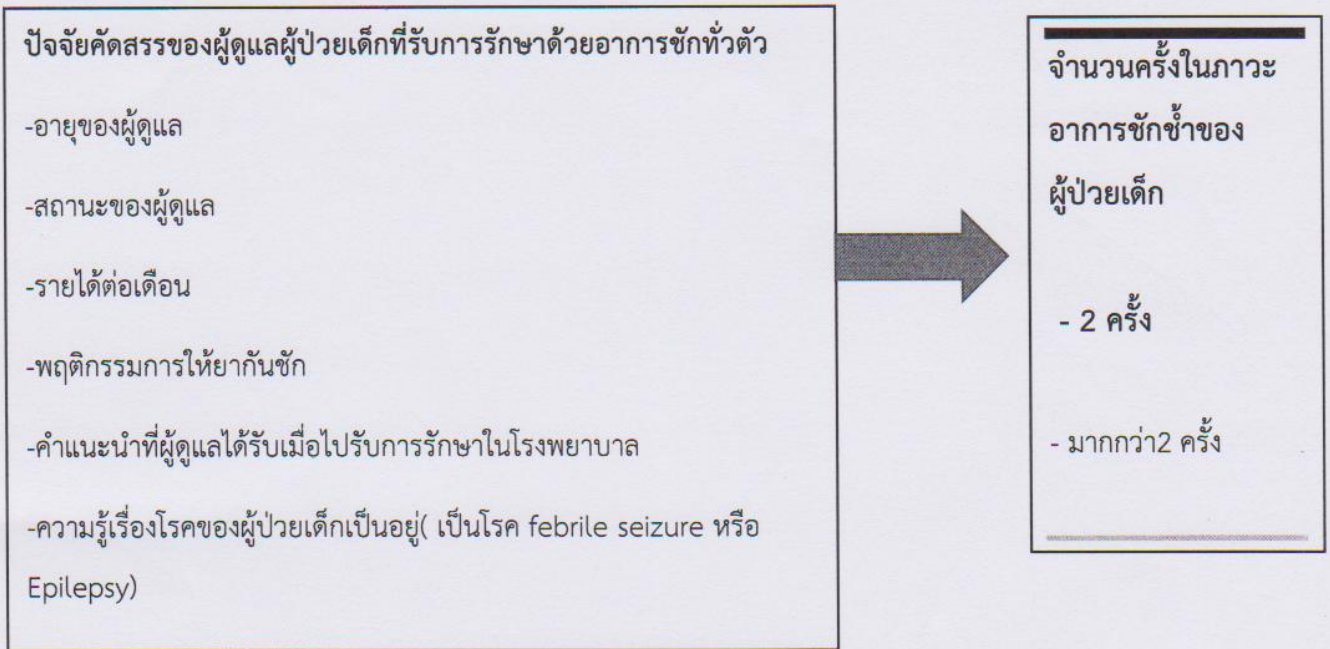 ปัจจัยคัดสรรของผู้ดูแลผู้ป่วยเด็กที่รับการรักษาด้วยอาการชักทั่วตัว
-อายุของผู้ดูแล
-สถานะของผู้ดูแล
-รายได้ต่อเดือน
-พฤติกรรมการให้ยากันชัก
-คำแนะนำที่ผู้ดูแลได้รับเมื่อไปรับการรักษาในโรงพยาบาล
-ความรู้เรื่องโรคของผู้ป่วยเด็กเป็นอยู่( เป็นโรค febrile seizure หรือ
Epilepsy)
จำนวนครั้งในภาวะ
อาการชักซ้ำของ
ผู้ป่วยเด็ก
- 2 ครั้ง
- มากกว่า2 ครั้ง